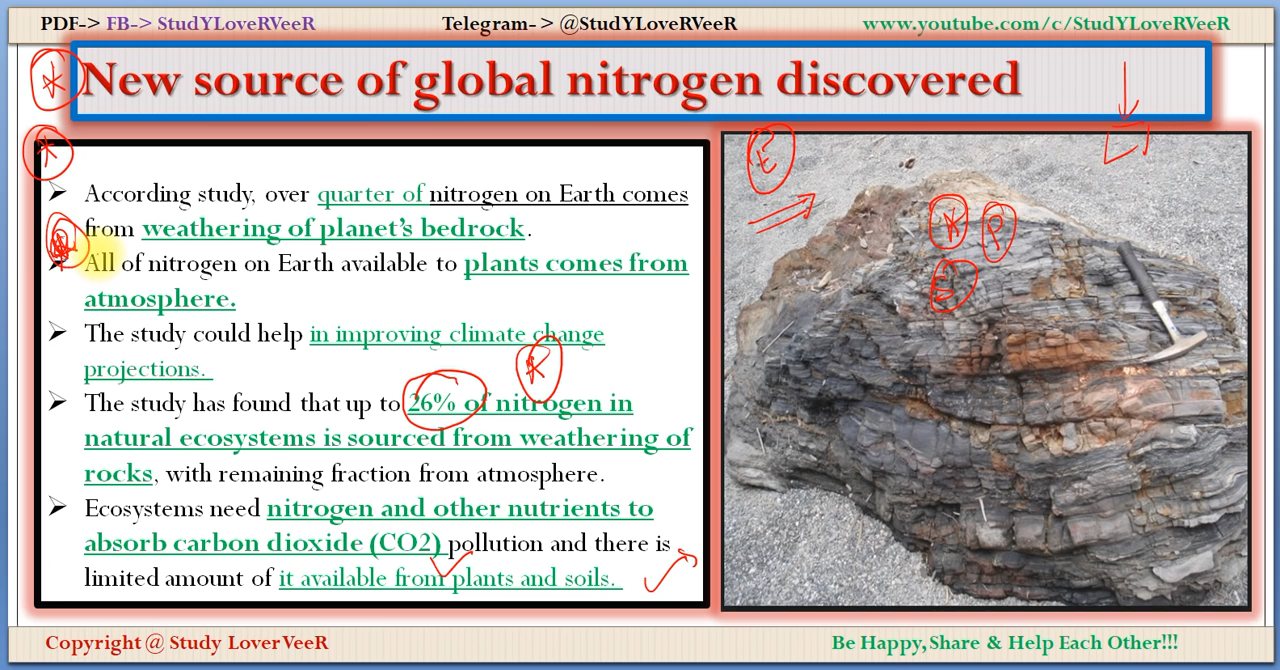 PDF-> FB-> StudYLoveRVeeR Telegram- > @StudYLoveRVeeR www.youtube.com/c/StudYLoveRVeeR
New source of global nitrogen discovered
➢ According study, over quarter of nitrogen on Earth comes
from weathering of planet's bedrock.
➢ All of nitrogen on Earth available to plants comes from
atmosphere.
➢ The study could help in improving climate change
projections.
➢ The study has found that up to 26% of nitrogen in
natural ecosystems is sourced from weathering of
rocks, with remaining fraction from atmosphere.
➢ Ecosystems need nitrogen and other nutrients to
absorb carbon dioxide (CO2) pollution and there is
limited amount of it available from plants and soils.
E
P
Copyright @ Study LoverVeeR Be Happy,Share & Help Each Other!!!